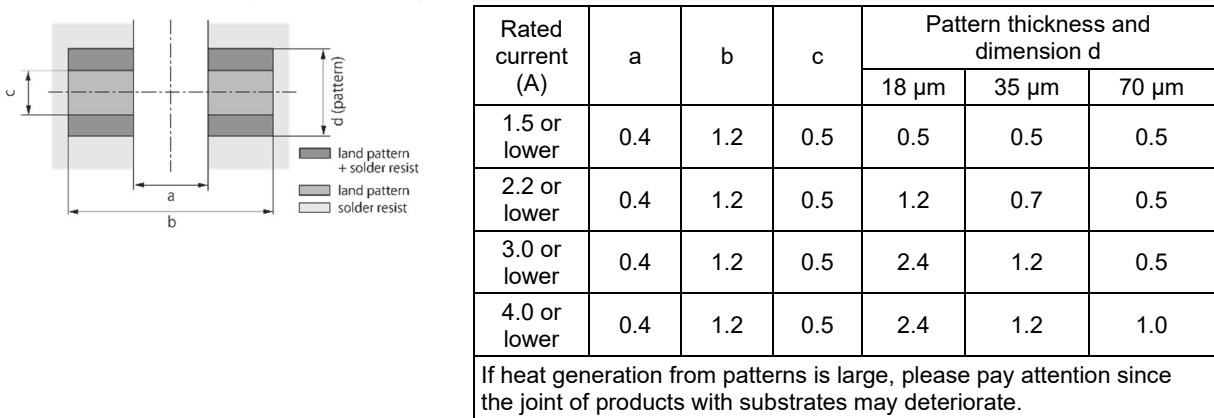 c
d (pattern)
a
b
land pattern
+ solder resist
land pattern
solder resist
Rated current (A) a b c Pattern thickness and dimension d
18 µm 35 µm 70 µm
1.5 or lower 0.4 1.2 0.5 0.5 0.5 0.5
2.2 or lower 0.4 1.2 0.5 1.2 0.7 0.5
3.0 or lower 0.4 1.2 0.5 2.4 1.2 0.5
4.0 or lower 0.4 1.2 0.5 2.4 1.2 1.0
If heat generation from patterns is large, please pay attention since
the joint of products with substrates may deteriorate.